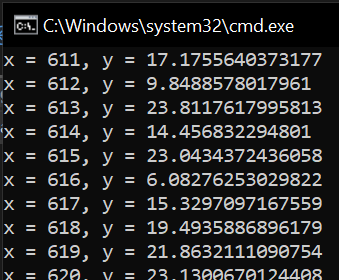 C:\Windows\system32\cmd.exe
x = 611, y = 17.1755640373177
x = 612, y = 9.8488578017961
x = 613, y = 23.8117617995813
x = 614, y = 14.456832294801
x = 615, y = 23.0434372436058
x = 616, y = 6.08276253029822
x = 617, y = 15.3297097167559
x = 618, y = 19.4935886896179
x = 619, y = 21.8632111090754
x = 620, y = 23.1300670124408